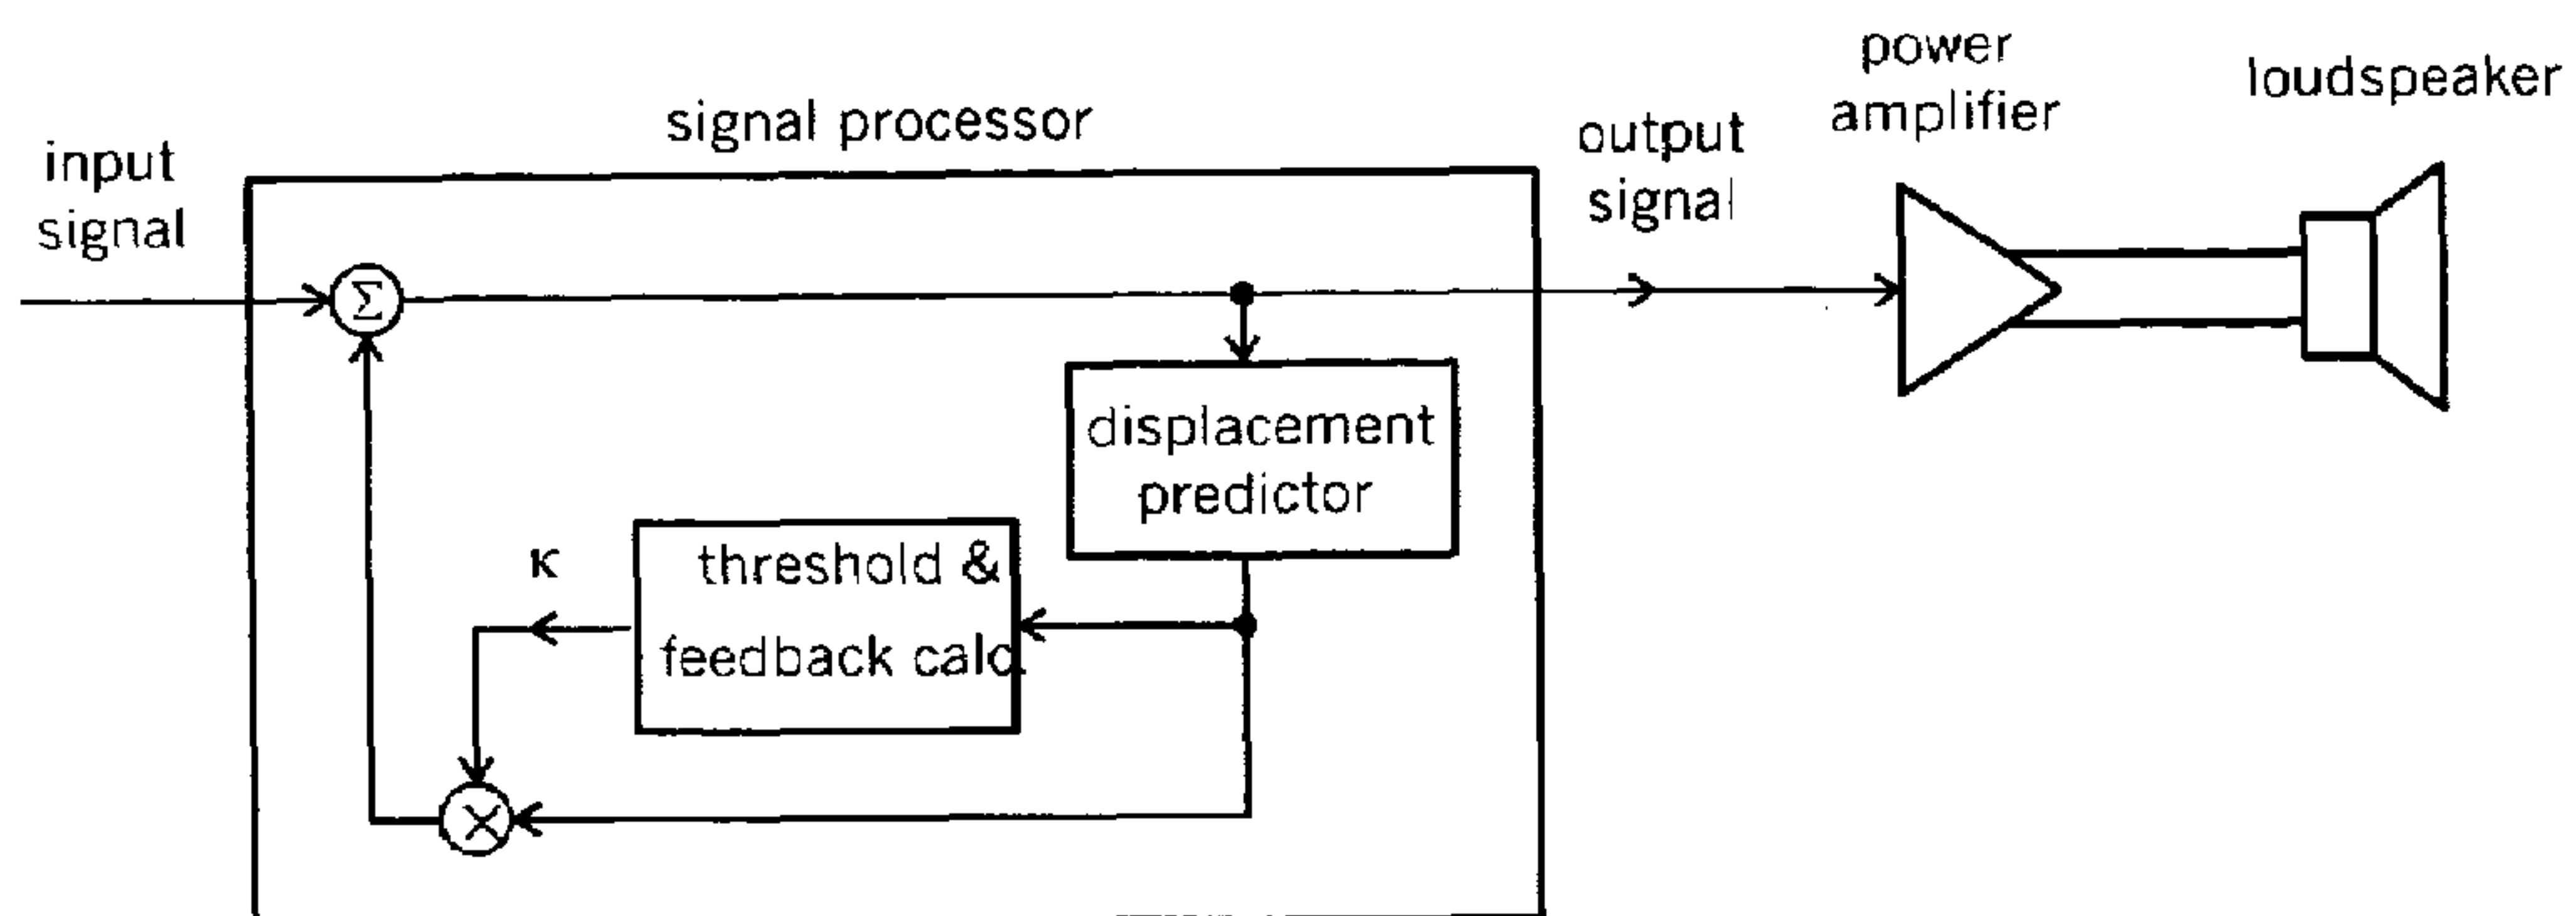 input
signal
signal processor
output
signal
power
amplifier
loudspeaker
Σ
displacement
predictor
κ
threshold &
feedback calc.
X